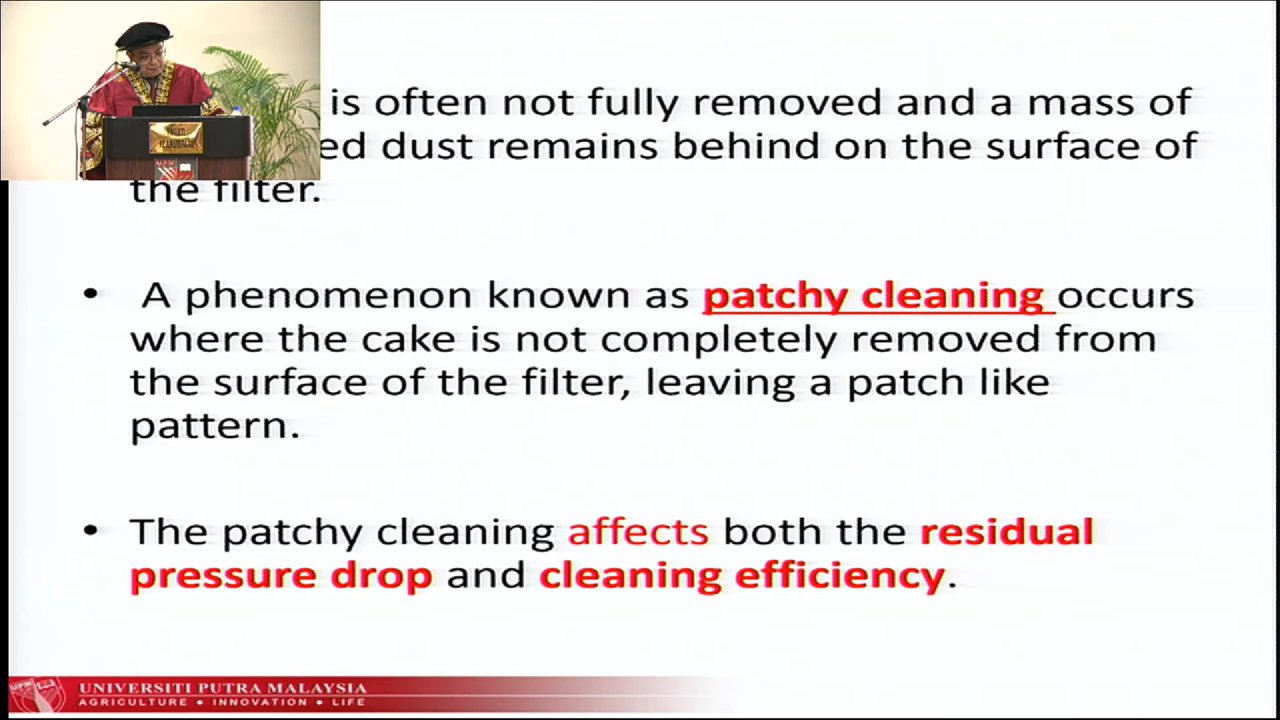 is often not fully removed and a mass of
dust remains behind on the surface of
the filter.
• A phenomenon known as patchy cleaning occurs
where the cake is not completely removed from
the surface of the filter, leaving a patch like
pattern.
• The patchy cleaning affects both the residual
pressure drop and cleaning efficiency.
UNIVERSITI PUTRA MALAYSIA
AGRICULTURE • INNOVATION • LIFE